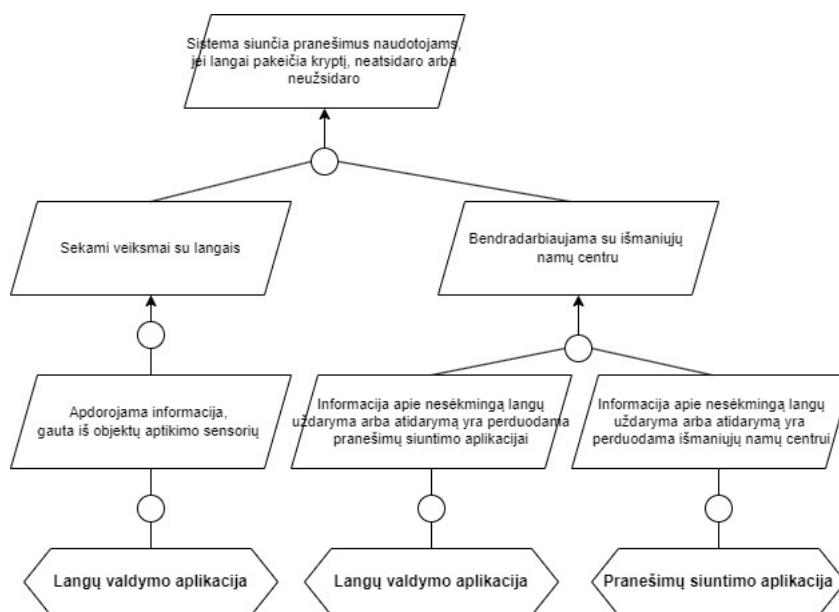 Sistema siunčia pranešimus naudotojams,
jei langai pakeičia kryptį, neatsidaro arba
neužsidaro
Sekami veiksmai su langais
Bendradarbiaujama su išmaniųjų
namų centru
Apdorojama informacija,
gauta iš objektų aptikimo sensorių
Informacija apie nesėkmingą langų
uždaryma arba atidarymą yra perduodama
pranešimų siuntimo aplikacijai
Informacija apie nesėkmingą langų
uždaryma arba atidarymą yra
perduodama išmaniųjų namų centrui
Langų valdymo aplikacija
Langų valdymo aplikacija
Pranešimų siuntimo aplikacija